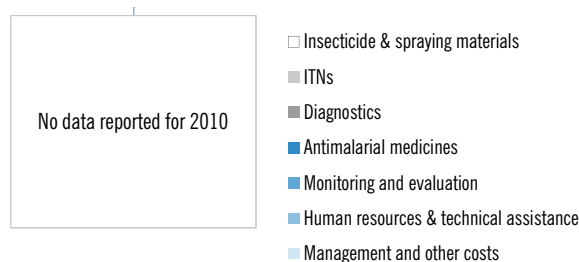 No data reported for 2010
Insecticide & spraying materials
ITNs
Diagnostics
Antimalarial medicines
Monitoring and evaluation
Human resources & technical assistance
Management and other costs